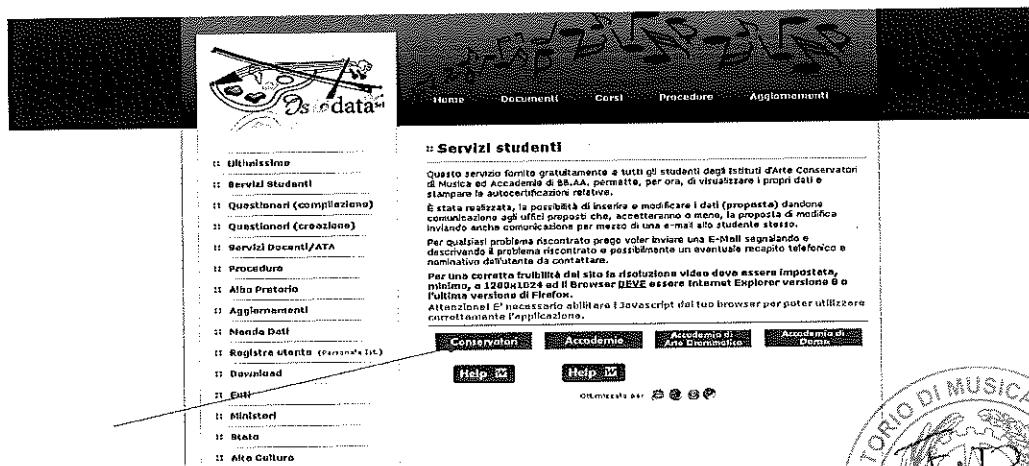 Home Documenti Corsi Procedure Aggiornamenti
Isidata srl
:: Ultimissime
:: Servizi Studenti
:: Questionari (compilazione)
:: Questionari (creazione)
:: Servizi Docenti/ATA
:: Procedure
:: Albo Pretorio
:: Aggiornamenti
:: Manda Dati
:: Registra utente (Personale Ist.)
:: Download
:: Enti
:: Ministeri
:: Stato
:: Alta Cultura
:: Servizi studenti
Questo servizio fornito gratuitamente a tutti gli studenti degli Istituti d'Arte Conservatori
di Musica ed Accademie di BB.AA. permette, per ora, di visualizzare i propri dati e
stampare le autocertificazioni relative.
È stata realizzata, la possibilità di inserire e modificare i dati (proposta) dandone
comunicazione agli uffici proposti che, accetteranno o meno, la proposta di modifica
inviando anche comunicazione per mezzo di una e-mail allo studente stesso.
Per qualsiasi problema riscontrato prego voler inviare una E-Mail segnalando e
descrivendo il problema riscontrato e possibilmente un eventuale recapito telefonico e
nominativo dell'utente da contattare.
Per una corretta fruibilità del sito la risoluzione video deve essere impostata,
minimo, a 1280x1024 ed il Browser DEVE essere Internet Explorer versione 8 o
l'ultima versione di Firefox.
Attenzione! E' necessario abilitare i Javascript del tuo browser per poter utilizzare
correttamente l'applicazione.
Conservatori Accademie Accademia di Arte Drammatica Accademia di Danza
Help Help
Ottimizzato per
TORIO DI MUSICA